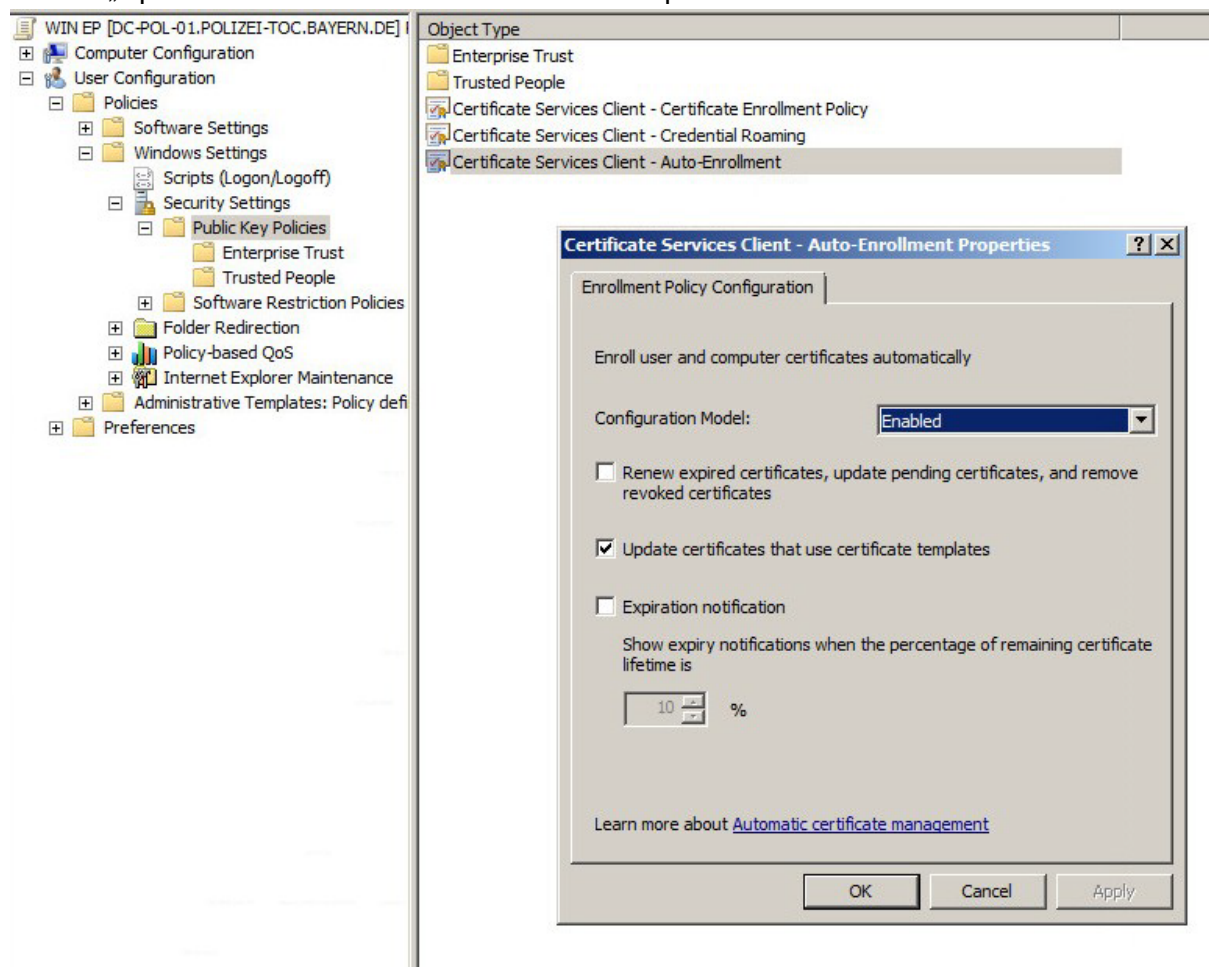 WIN EP [DC-POL-01.POLIZEI-TOC.BAYERN.DE]
Computer Configuration
User Configuration
Policies
Software Settings
Windows Settings
Scripts (Logon/Logoff)
Security Settings
Public Key Policies
Enterprise Trust
Trusted People
Software Restriction Policies
Folder Redirection
Policy-based QoS
Internet Explorer Maintenance
Administrative Templates: Policy defi
Preferences
Object Type
Enterprise Trust
Trusted People
Certificate Services Client - Certificate Enrollment Policy
Certificate Services Client - Credential Roaming
Certificate Services Client - Auto-Enrollment
Certificate Services Client - Auto-Enrollment Properties
Enrollment Policy Configuration
Enroll user and computer certificates automatically
Configuration Model: Enabled
Renew expired certificates, update pending certificates, and remove
revoked certificates
Update certificates that use certificate templates
Expiration notification
Show expiry notifications when the percentage of remaining certificate
lifetime is
10 %
Learn more about Automatic certificate management
OK Cancel Apply